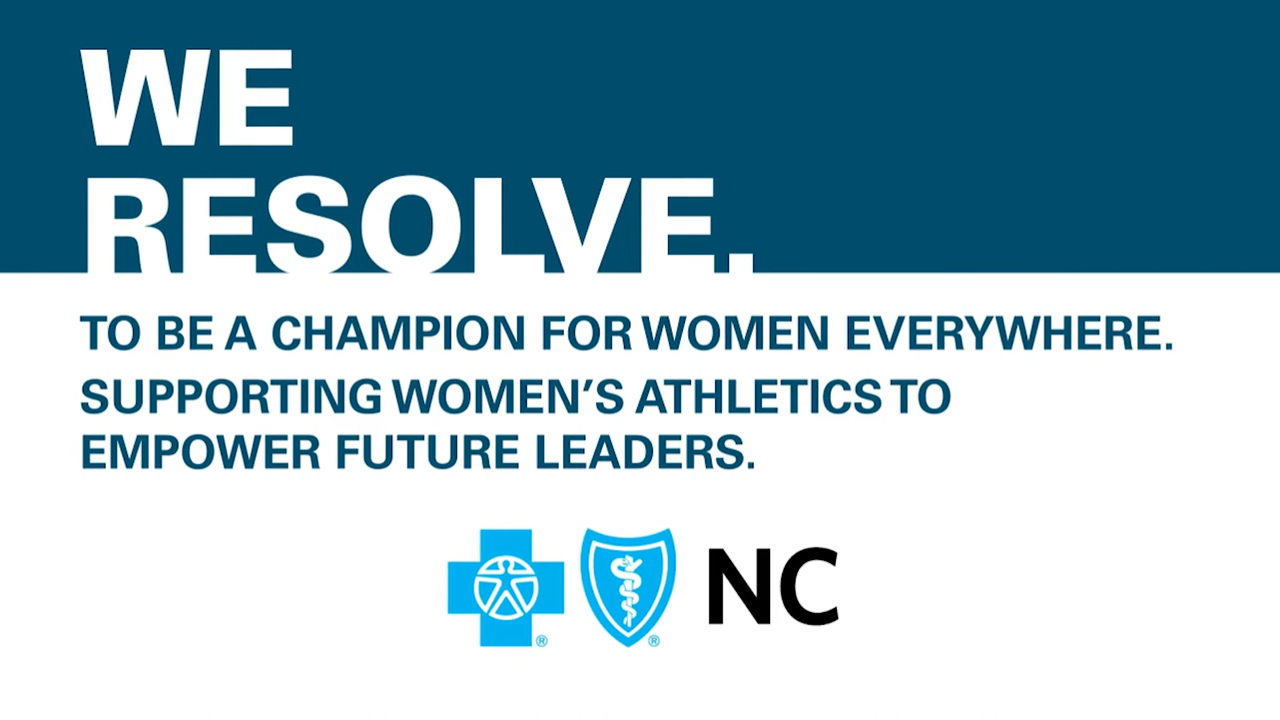 WE
RESOLVE.
TO BE A CHAMPION FOR WOMEN EVERYWHERE.
SUPPORTING WOMEN’S ATHLETICS TO
EMPOWER FUTURE LEADERS.
® ® NC